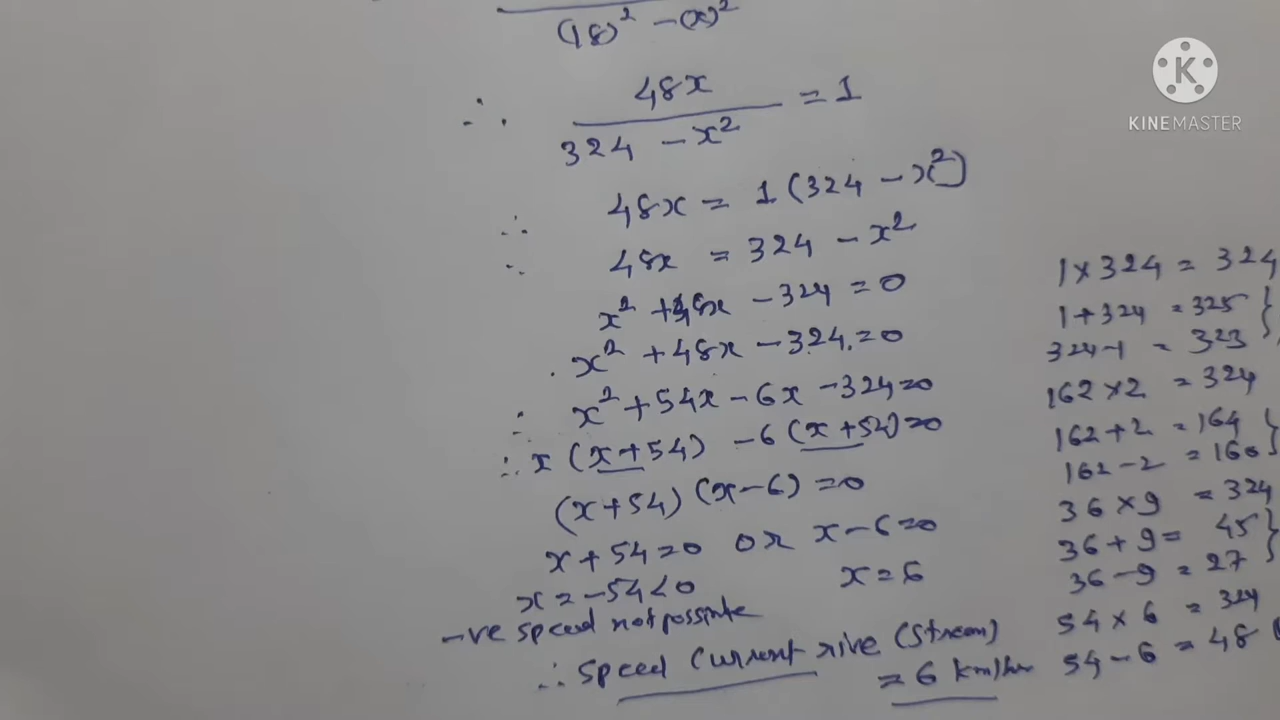 (18)² - (x)²
∴ 48x / 324 - x² = 1
∴ 48x = 1 (324 - x²)
∴ 48x = 324 - x²
x² + 48x - 324 = 0
x² + 48x - 324 = 0
∴ x² + 54x - 6x - 324 = 0
∴ x (x + 54) - 6 (x + 54) = 0
(x + 54) (x - 6) = 0
x + 54 = 0 or x - 6 = 0
x = -54 < 0 x = 6
-ve speed not possinte
∴ Speed Current rive (Stream)
= 6 km/hr
1 × 324 = 324
1 + 324 = 325
324 - 1 = 323
162 × 2 = 324
162 + 2 = 164
162 - 2 = 160
36 × 9 = 324
36 + 9 = 45
36 - 9 = 27
54 × 6 = 324
54 - 6 = 48
K
KINEMASTER